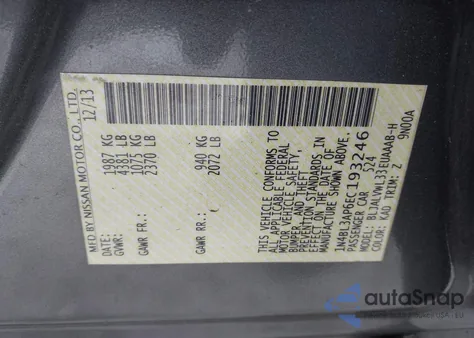 MFD BY NISSAN MOTOR CO., LTD. 12/13
GVWR: 1987 KG
4381 LB
GAWR FR: 1075 KG
2370 LB
GAWR RR: 940 KG
2072 LB
THIS VEHICLE CONFORMS TO
ALL APPLICABLE FEDERAL
MOTOR VEHICLE SAFETY,
BUMPER, AND THEFT
PREVENTION STANDARDS IN
EFFECT ON THE DATE OF
MANUFACTURE SHOWN ABOVE.
1N4BL3AP6EC193246
PASSENGER CAR S24
MODEL: BL3ALVWL33EUAAAB-H
COLOR: KAD TRIM: Z 9N00A
autoSnap